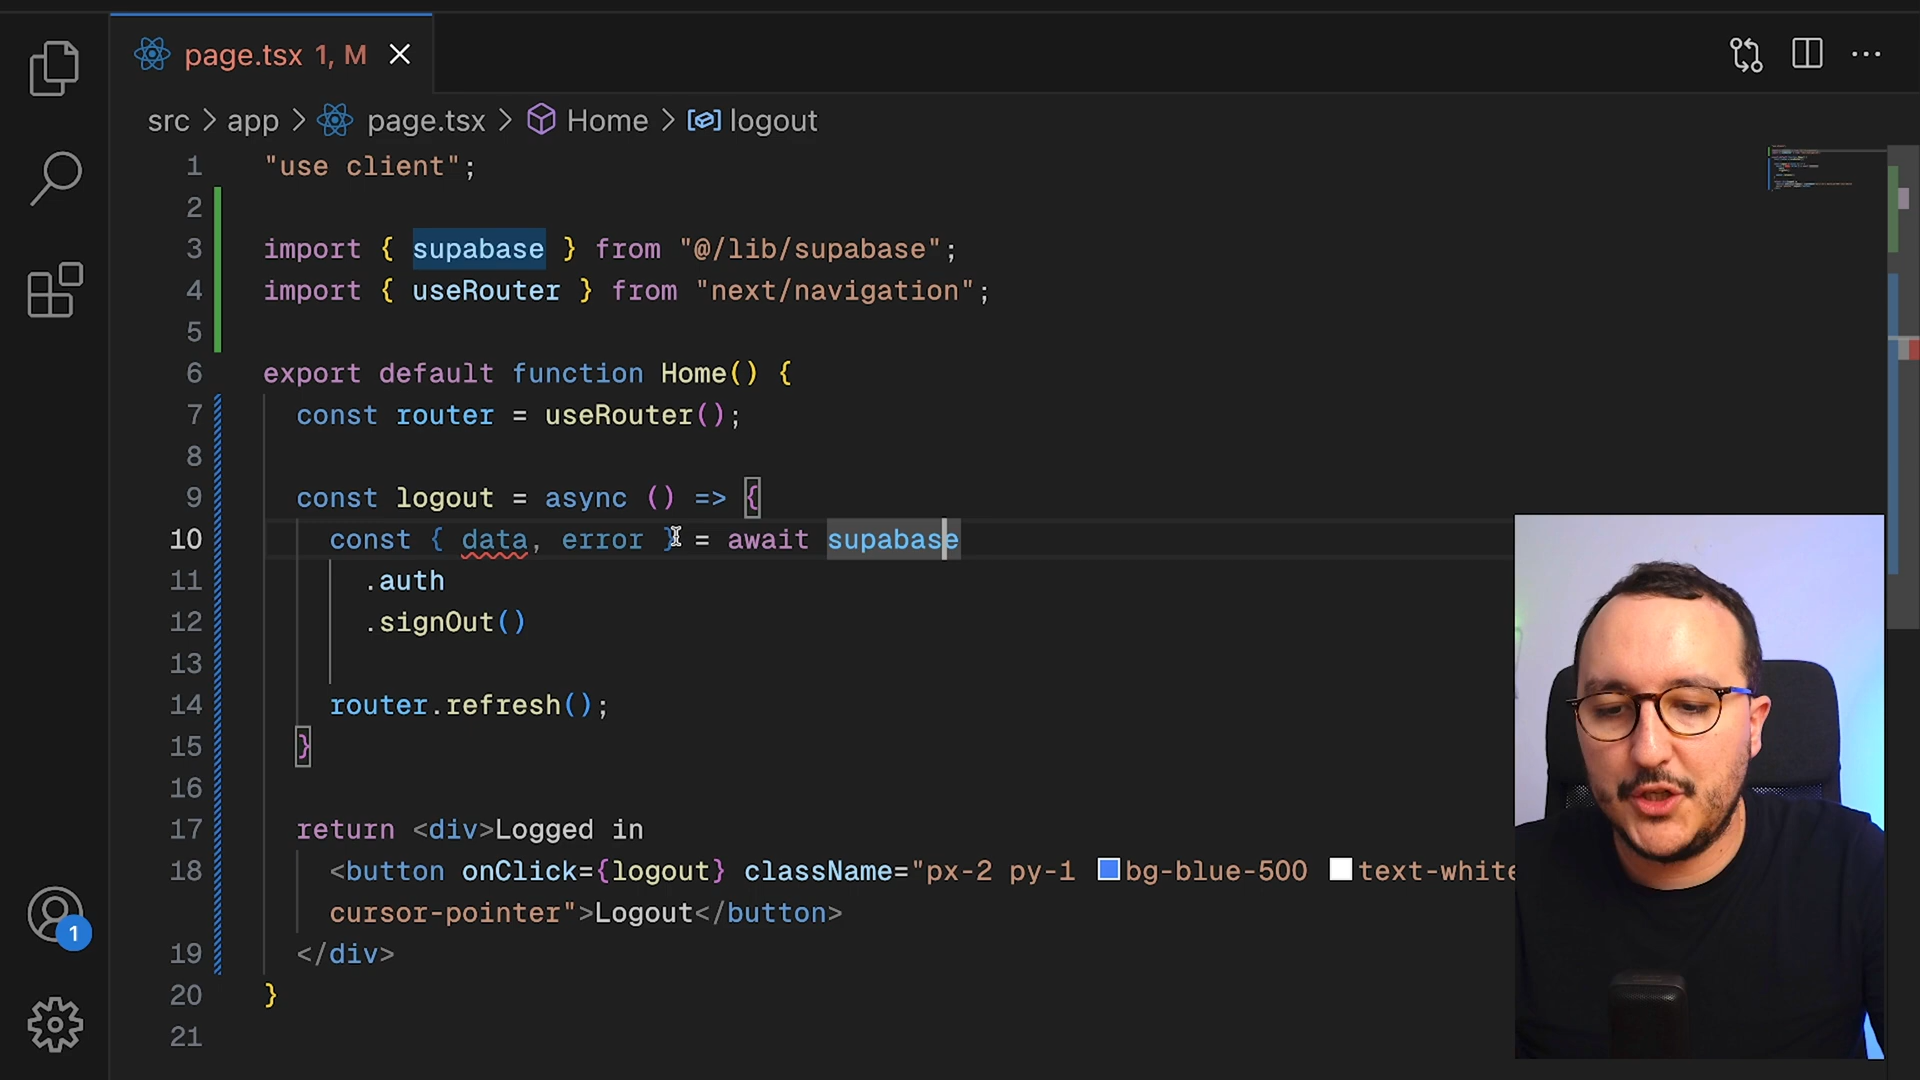 page.tsx 1, M
src > app > page.tsx > Home > logout
1 "use client";
2
3 import { supabase } from "@/lib/supabase";
4 import { useRouter } from "next/navigation";
5
6 export default function Home() {
7 const router = useRouter();
8
9 const logout = async () => {
10 const { data, error } = await supabase
11 .auth
12 .signOut()
13
14 router.refresh();
15 }
16
17 return <div>Logged in
18 <button onClick={logout} className="px-2 py-1 bg-blue-500 text-white
cursor-pointer">Logout</button>
19 </div>
20 }
21
1